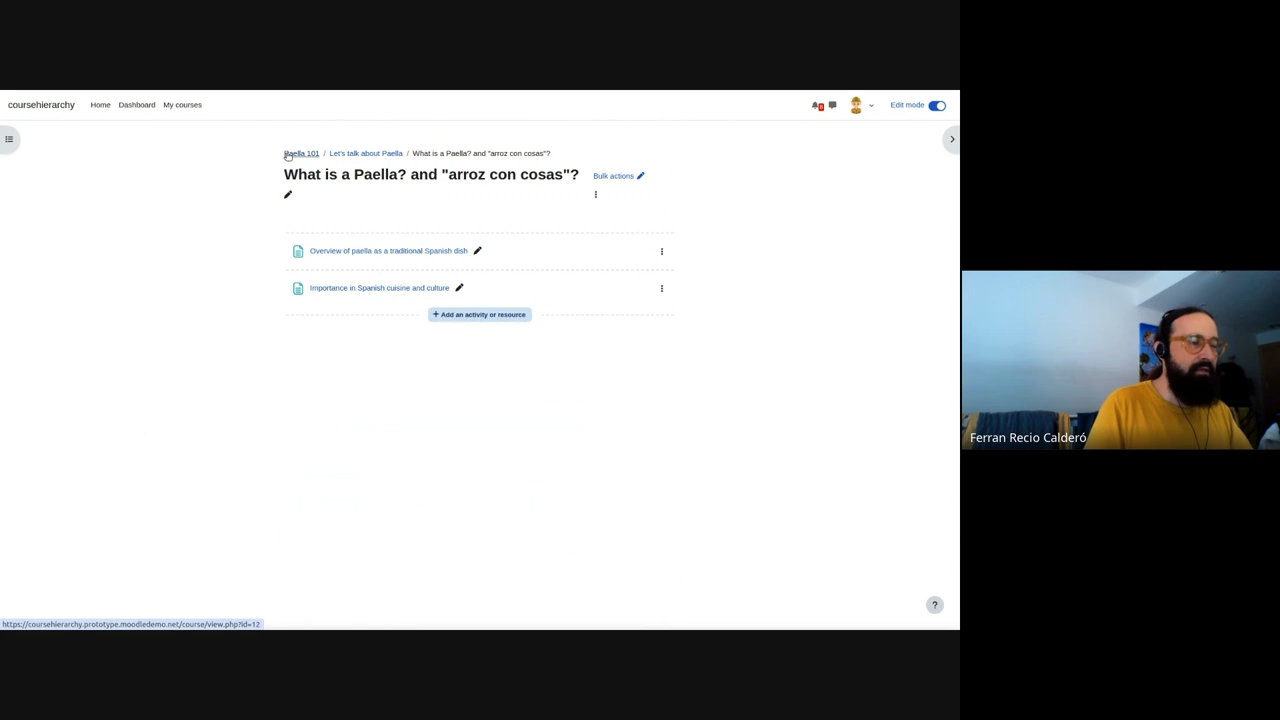 coursehierarchy Home Dashboard My courses Edit mode
Paella 101 / Let's talk about Paella / What is a Paella? and "arroz con cosas"?
What is a Paella? and "arroz con cosas"? Bulk actions
Overview of paella as a traditional Spanish dish
Importance in Spanish cuisine and culture
+ Add an activity or resource
Ferran Recio Calderó
?
https://coursehierarchy.prototype.moodledemo.net/course/view.php?id=12